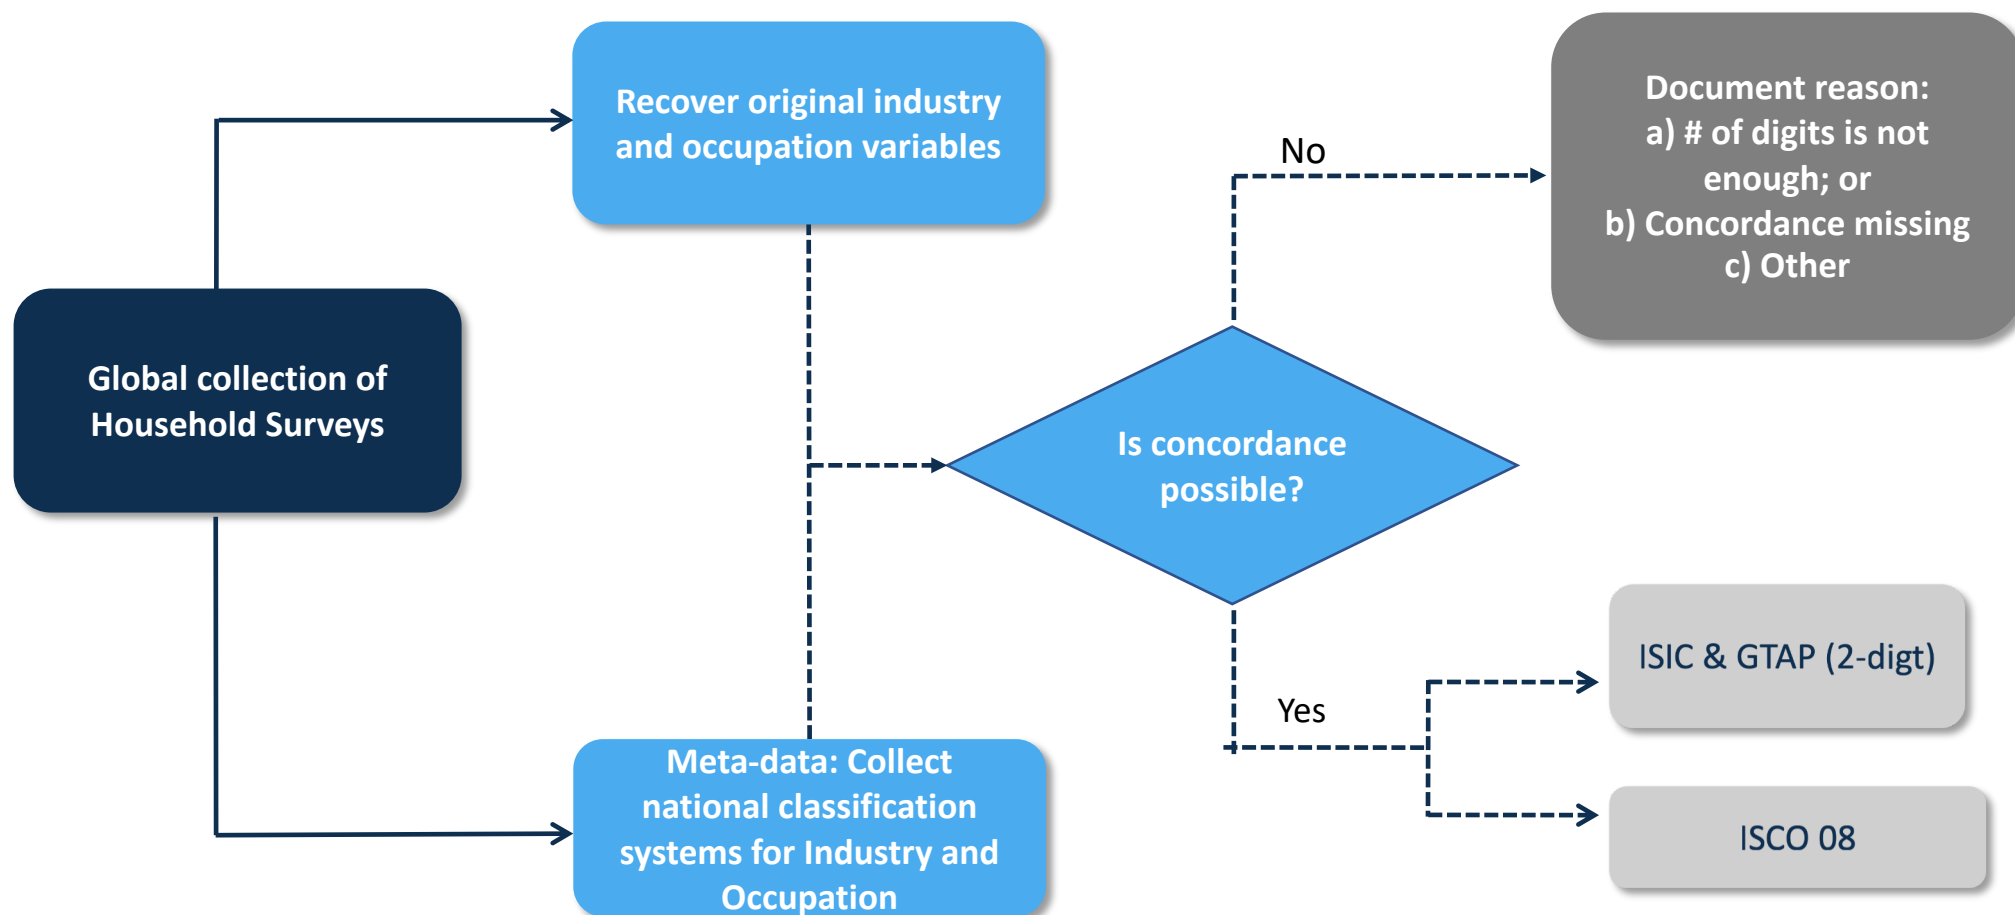 Global collection of
Household Surveys
Recover original industry
and occupation variables
Meta-data: Collect
national classification
systems for Industry and
Occupation
Is concordance
possible?
No
Document reason:
a) # of digits is not
enough; or
b) Concordance missing
c) Other
Yes
ISIC & GTAP (2-digt)
ISCO 08